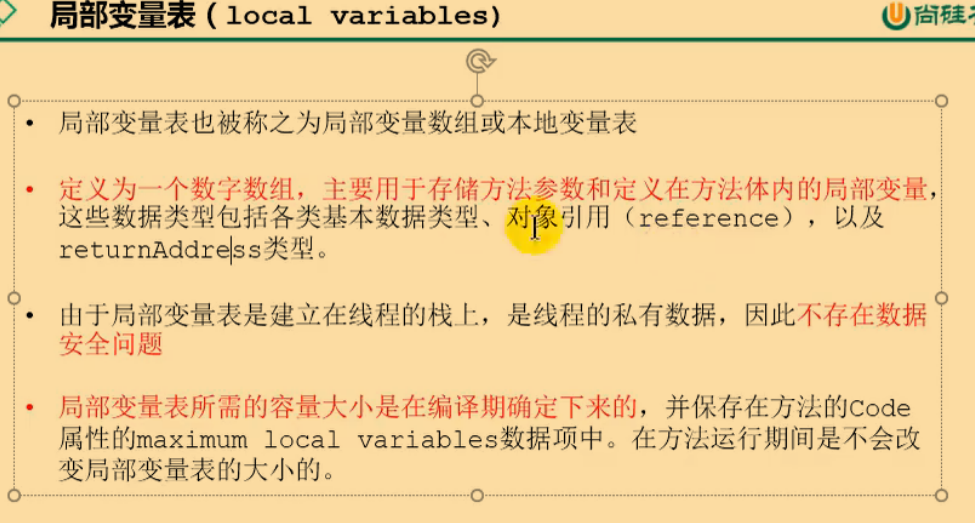 局部变量表（local variables)
尚硅
• 局部变量表也被称之为局部变量数组或本地变量表
• 定义为一个数字数组，主要用于存储方法参数和定义在方法体内的局部变量，
这些数据类型包括各类基本数据类型、对象引用（reference），以及
returnAddress类型。
• 由于局部变量表是建立在线程的栈上，是线程的私有数据，因此不存在数据
安全问题
• 局部变量表所需的容量大小是在编译期确定下来的，并保存在方法的Code
属性的maximum local variables数据项中。在方法运行期间是不会改
变局部变量表的大小的。